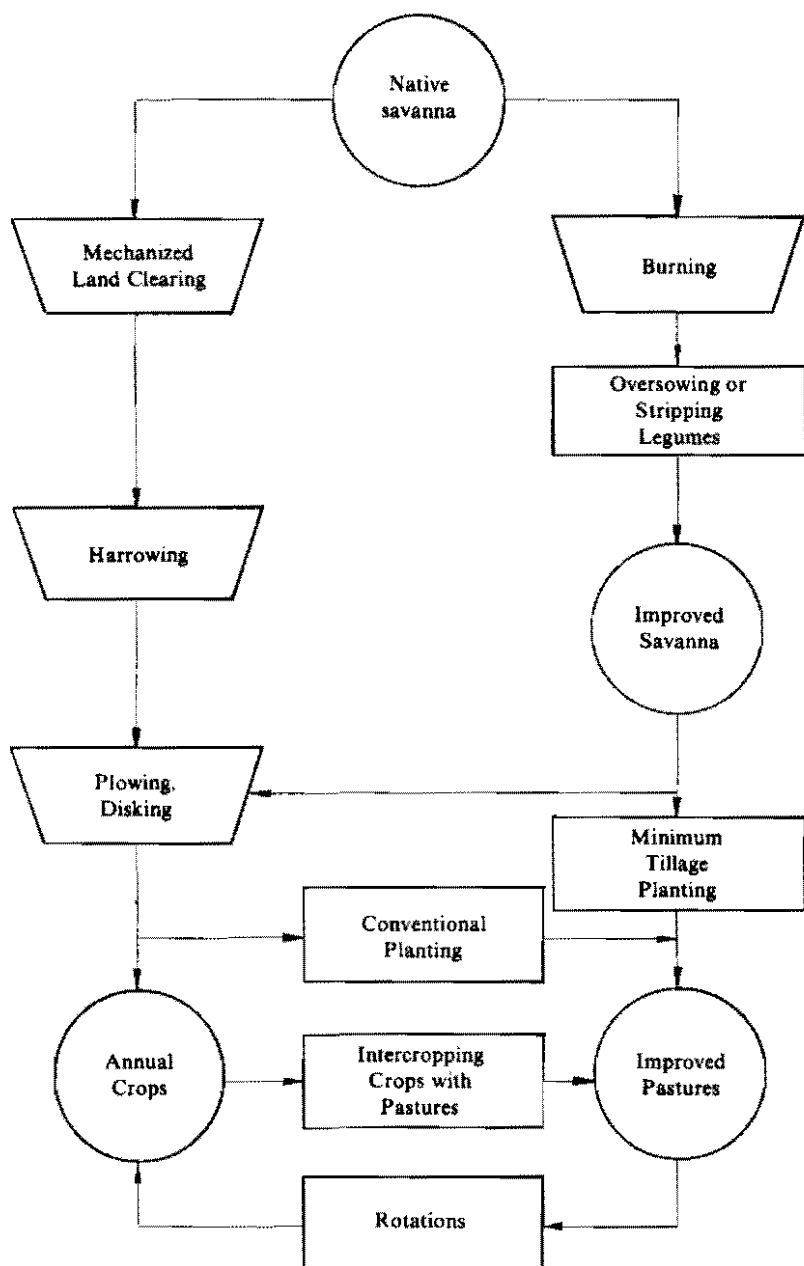 Native
savanna
Mechanized
Land Clearing
Burning
Oversowing or
Stripping
Legumes
Harrowing
Improved
Savanna
Plowing,
Disking
Minimum
Tillage
Planting
Conventional
Planting
Annual
Crops
Intercropping
Crops with
Pastures
Improved
Pastures
Rotations